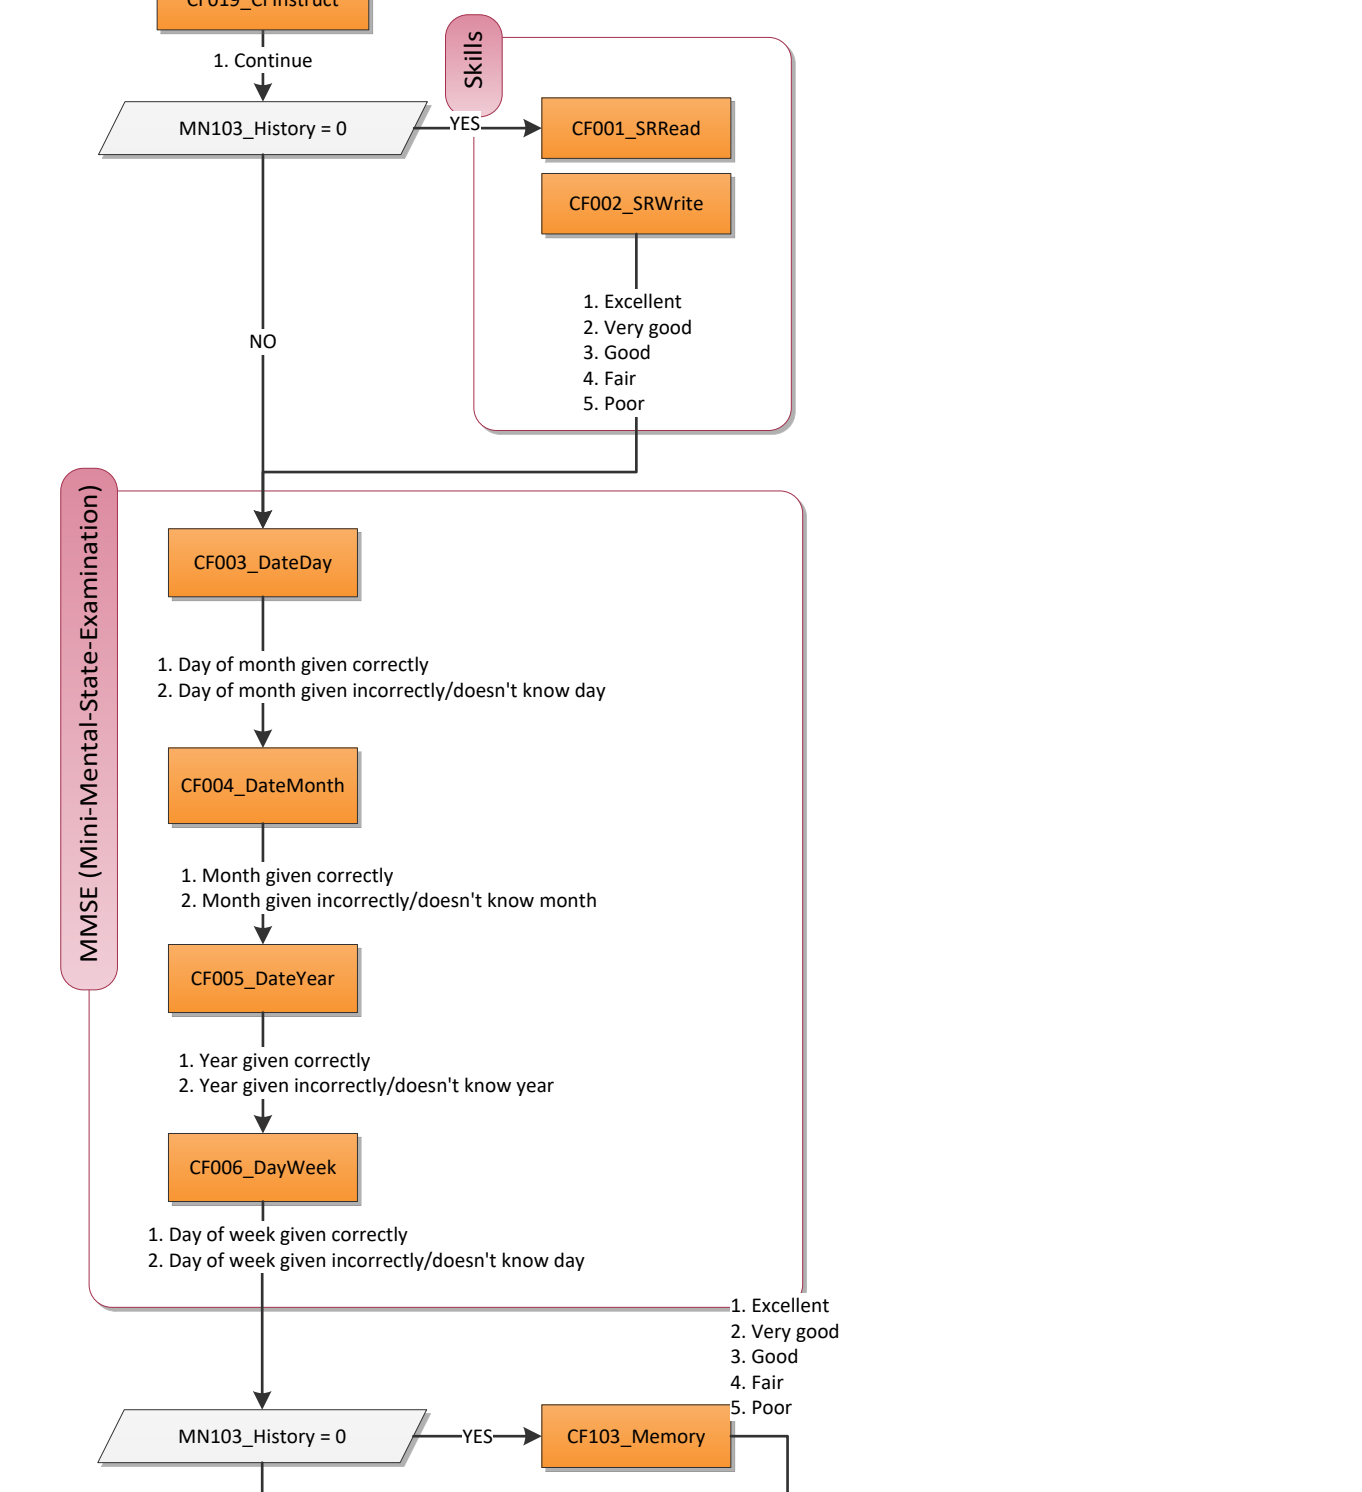 CF019_CFInstruct
1. Continue
Skills
MN103_History = 0
YES
CF001_SRRead
CF002_SRWrite
1. Excellent
2. Very good
3. Good
4. Fair
5. Poor
NO
MMSE (Mini-Mental-State-Examination)
CF003_DateDay
1. Day of month given correctly
2. Day of month given incorrectly/doesn't know day
CF004_DateMonth
1. Month given correctly
2. Month given incorrectly/doesn't know month
CF005_DateYear
1. Year given correctly
2. Year given incorrectly/doesn't know year
CF006_DayWeek
1. Day of week given correctly
2. Day of week given incorrectly/doesn't know day
1. Excellent
2. Very good
3. Good
4. Fair
5. Poor
MN103_History = 0
YES
CF103_Memory